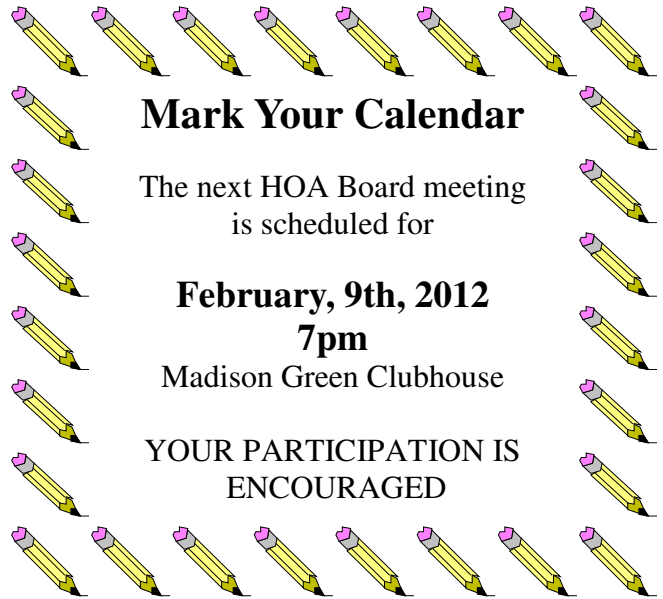 Mark Your Calendar
The next HOA Board meeting
is scheduled for
February, 9th, 2012
7pm
Madison Green Clubhouse
YOUR PARTICIPATION IS
ENCOURAGED